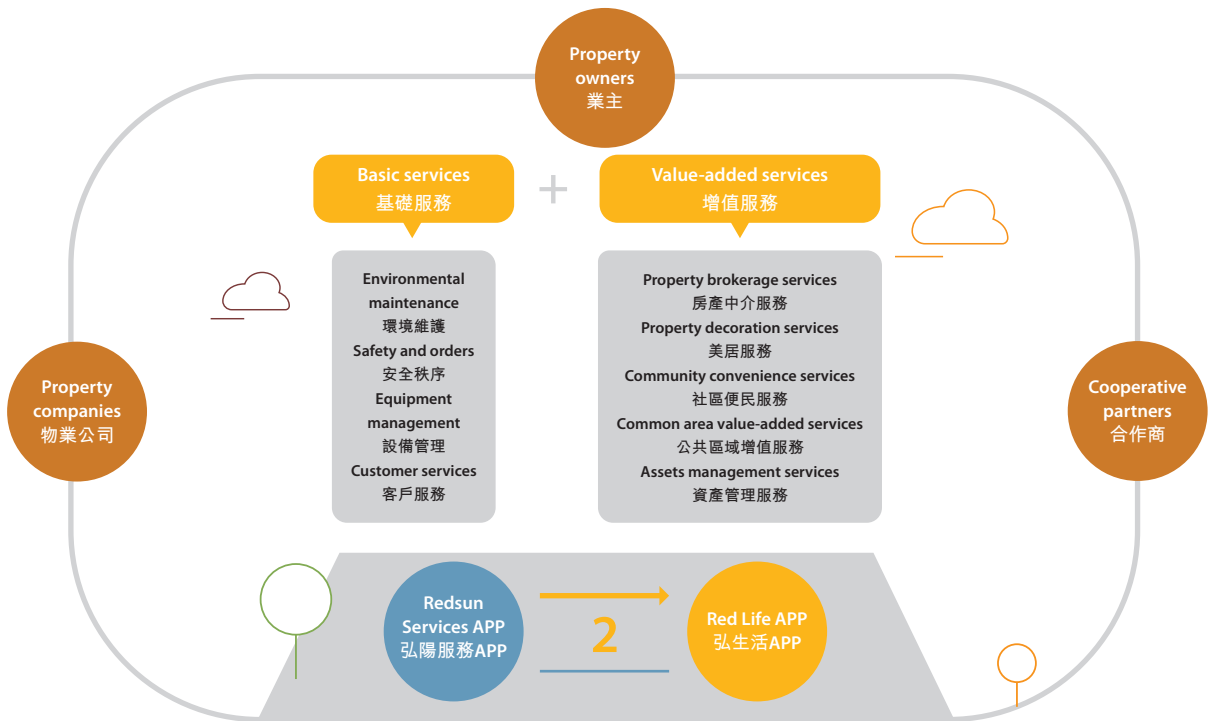 Property
owners
業主
Basic services
基礎服務
+
Value-added services
增值服務
Environmental
maintenance
環境維護
Safety and orders
安全秩序
Equipment
management
設備管理
Customer services
客戶服務
Property brokerage services
房產中介服務
Property decoration services
美居服務
Community convenience services
社區便民服務
Common area value-added services
公共區域增值服務
Assets management services
資產管理服務
Property
companies
物業公司
Cooperative
partners
合作商
Redsun
Services APP
弘陽服務APP
2
Red Life APP
弘生活APP